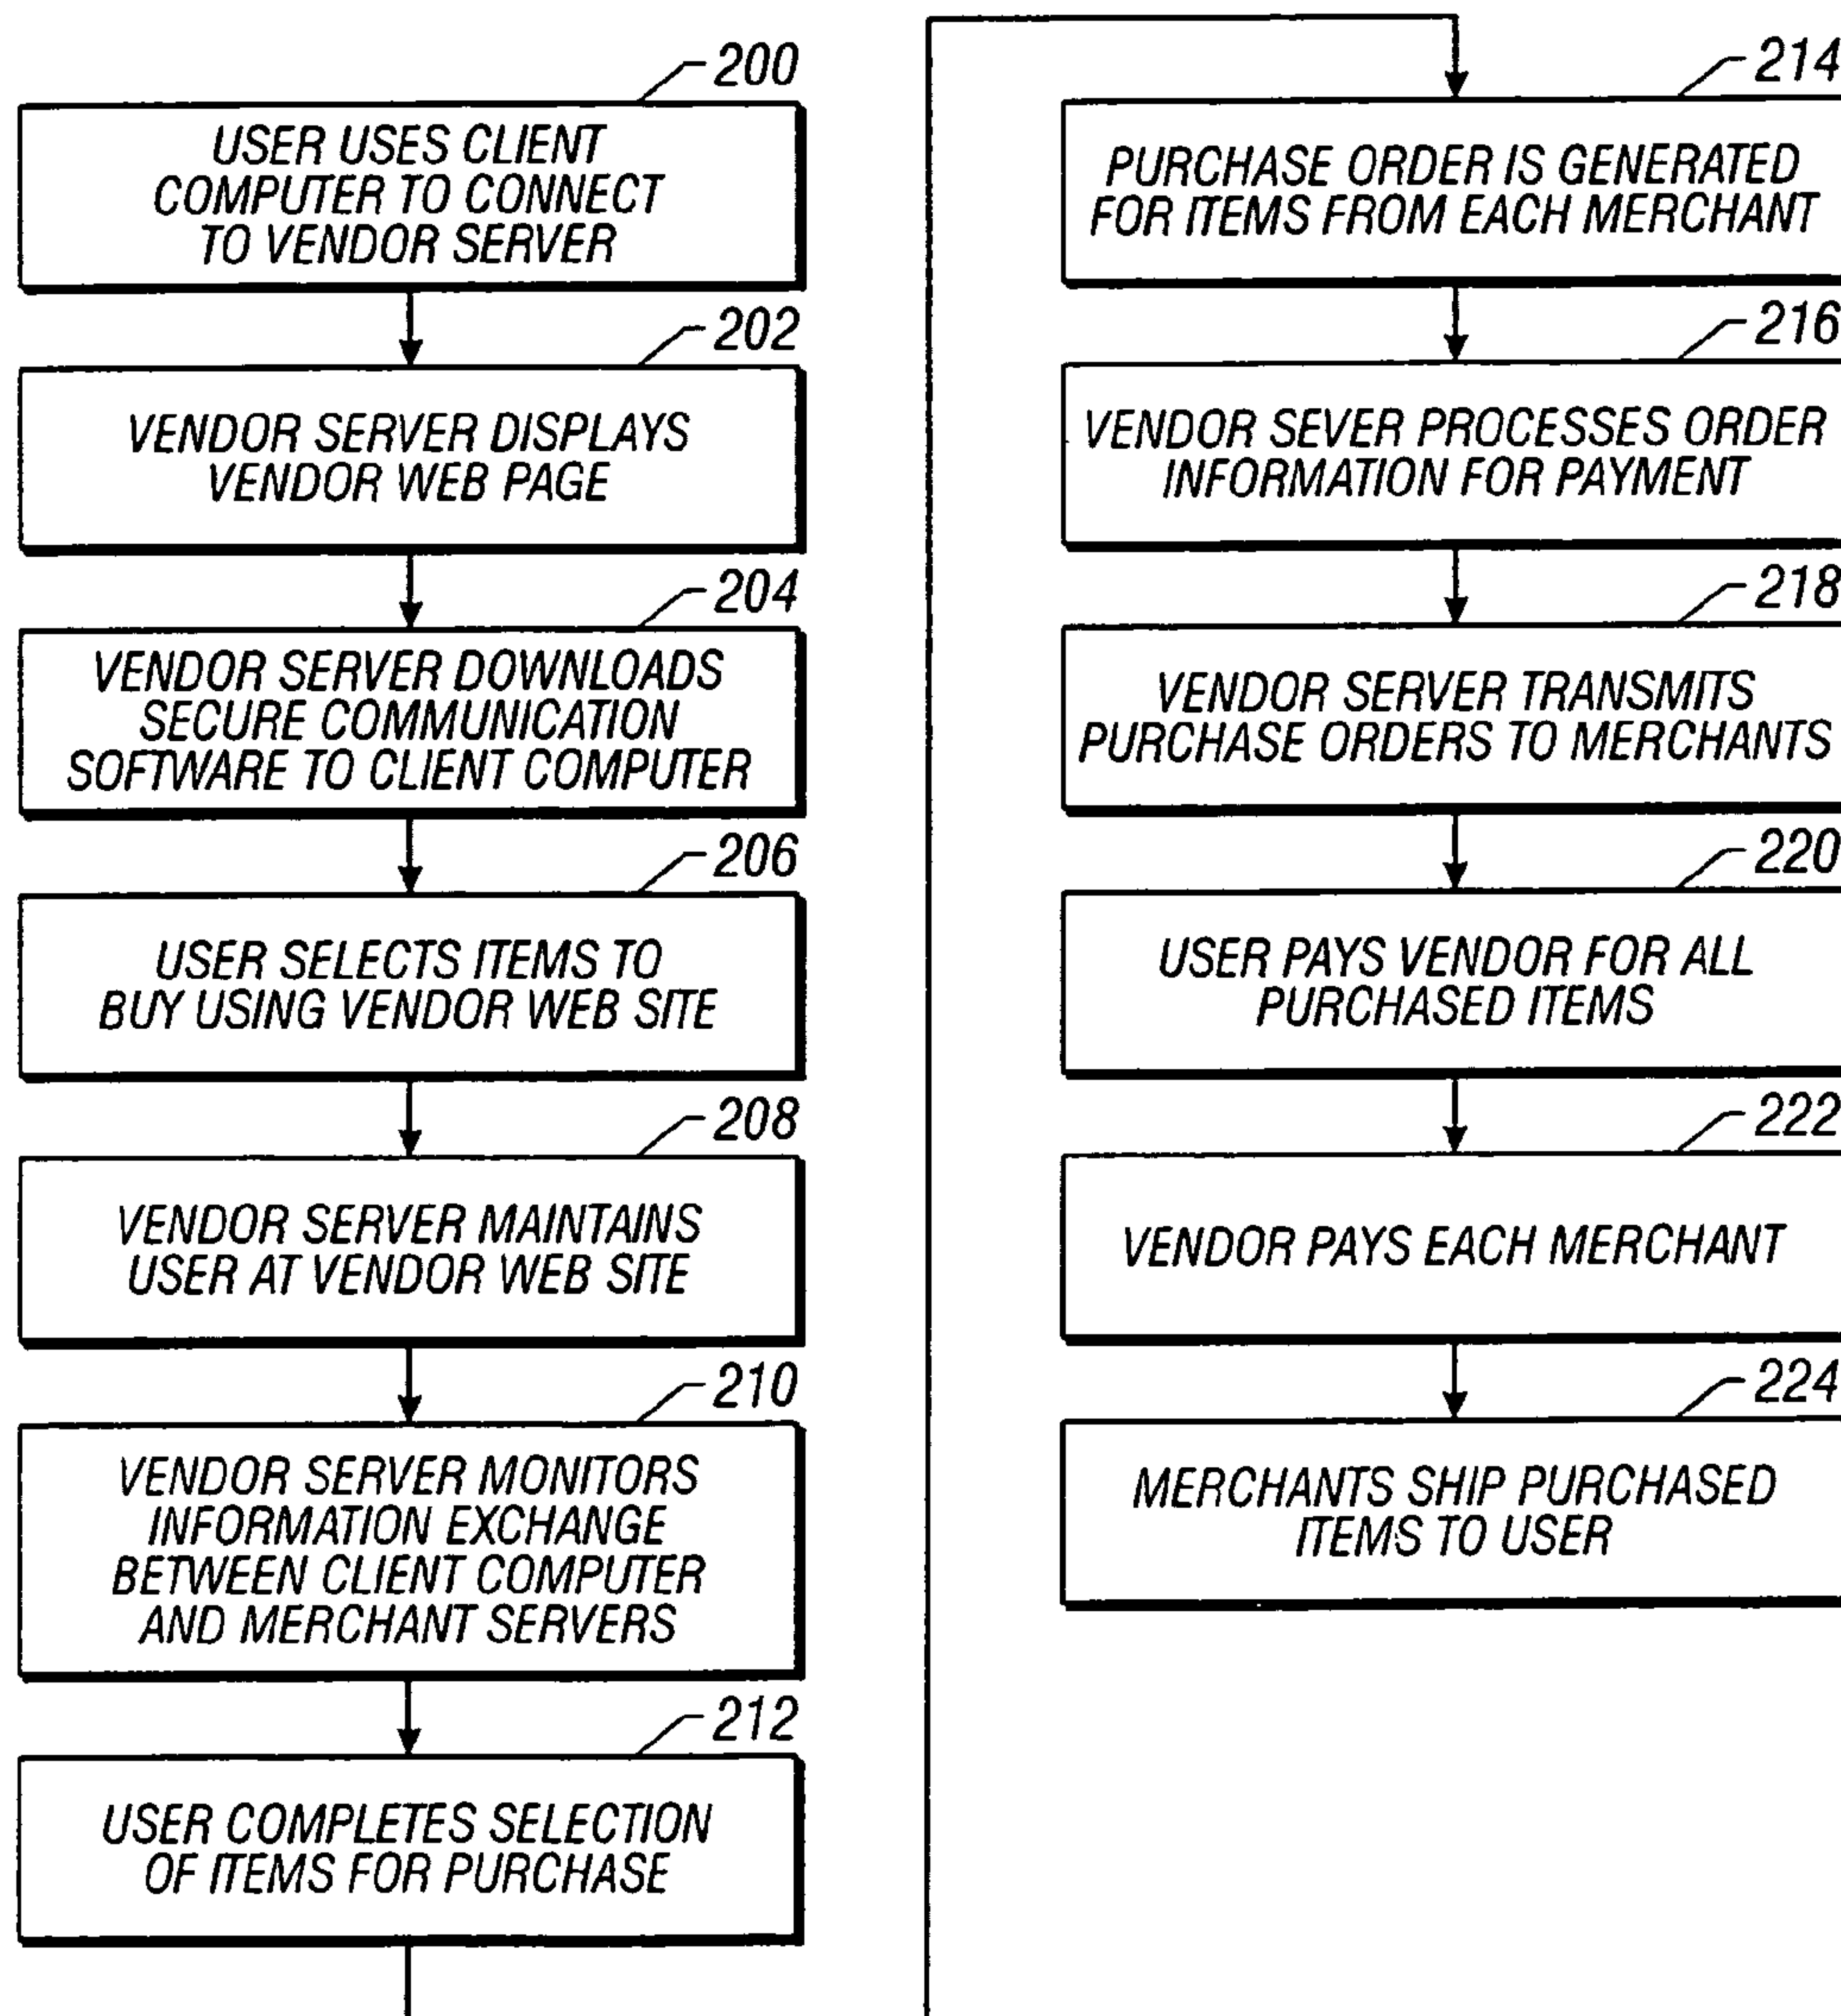 200
USER USES CLIENT
COMPUTER TO CONNECT
TO VENDOR SERVER
202
VENDOR SERVER DISPLAYS
VENDOR WEB PAGE
204
VENDOR SERVER DOWNLOADS
SECURE COMMUNICATION
SOFTWARE TO CLIENT COMPUTER
206
USER SELECTS ITEMS TO
BUY USING VENDOR WEB SITE
208
VENDOR SERVER MAINTAINS
USER AT VENDOR WEB SITE
210
VENDOR SERVER MONITORS
INFORMATION EXCHANGE
BETWEEN CLIENT COMPUTER
AND MERCHANT SERVERS
212
USER COMPLETES SELECTION
OF ITEMS FOR PURCHASE
214
PURCHASE ORDER IS GENERATED
FOR ITEMS FROM EACH MERCHANT
216
VENDOR SEVER PROCESSES ORDER
INFORMATION FOR PAYMENT
218
VENDOR SERVER TRANSMITS
PURCHASE ORDERS TO MERCHANTS
220
USER PAYS VENDOR FOR ALL
PURCHASED ITEMS
222
VENDOR PAYS EACH MERCHANT
224
MERCHANTS SHIP PURCHASED
ITEMS TO USER